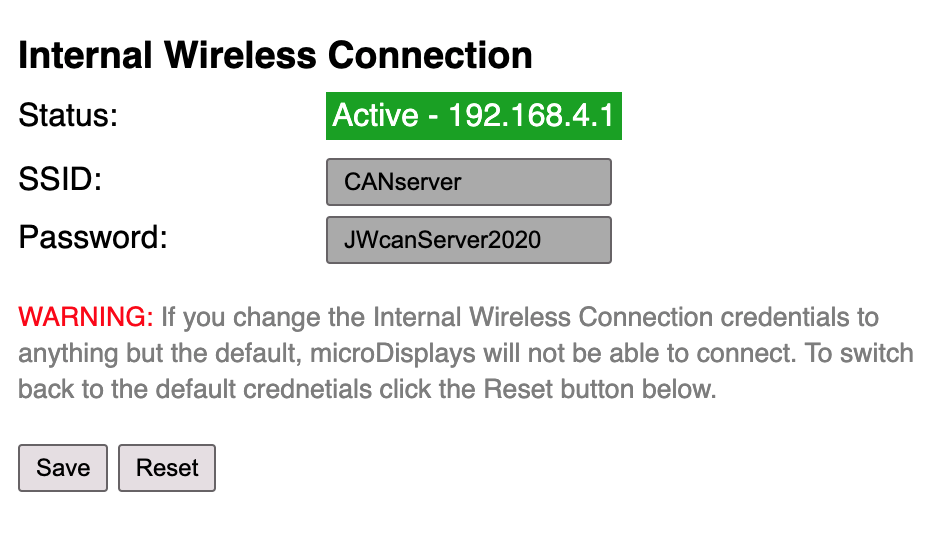 Internal Wireless Connection
Status: Active - 192.168.4.1
SSID: CANserver
Password: JWcanServer2020
WARNING: If you change the Internal Wireless Connection credentials to
anything but the default, microDisplays will not be able to connect. To switch
back to the default crednetials click the Reset button below.
Save Reset